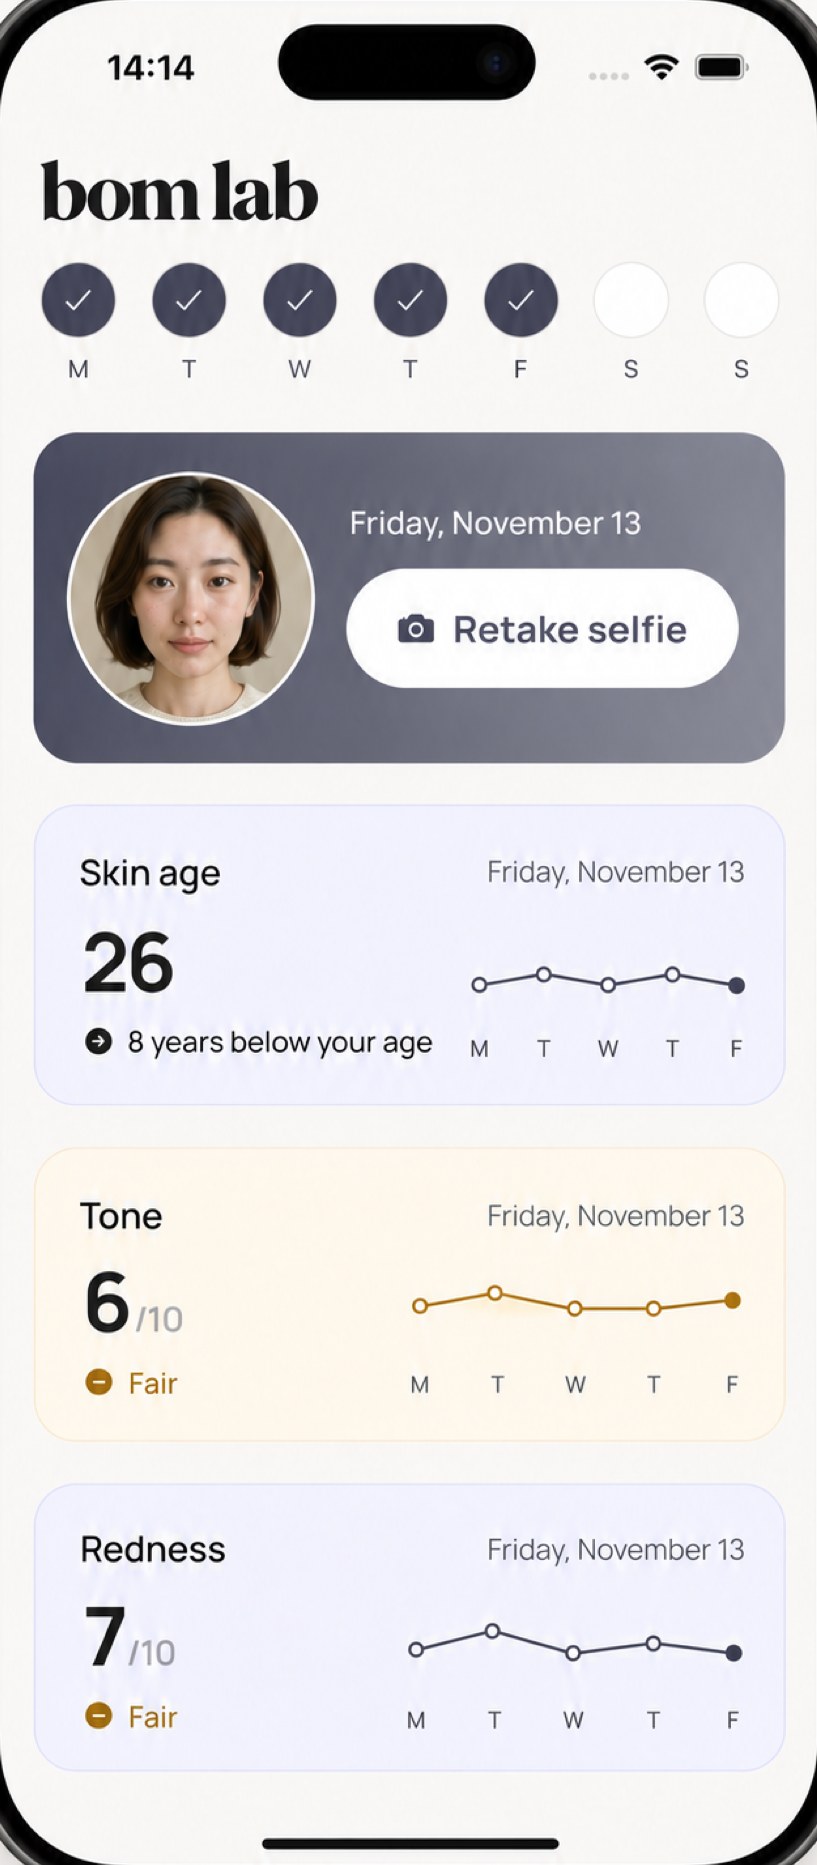 14:14
bom lab
M T W T F S S
Friday, November 13
Retake selfie
Skin age
Friday, November 13
26
8 years below your age
M T W T F
Tone
Friday, November 13
6/10
Fair
M T W T F
Redness
Friday, November 13
7/10
Fair
M T W T F